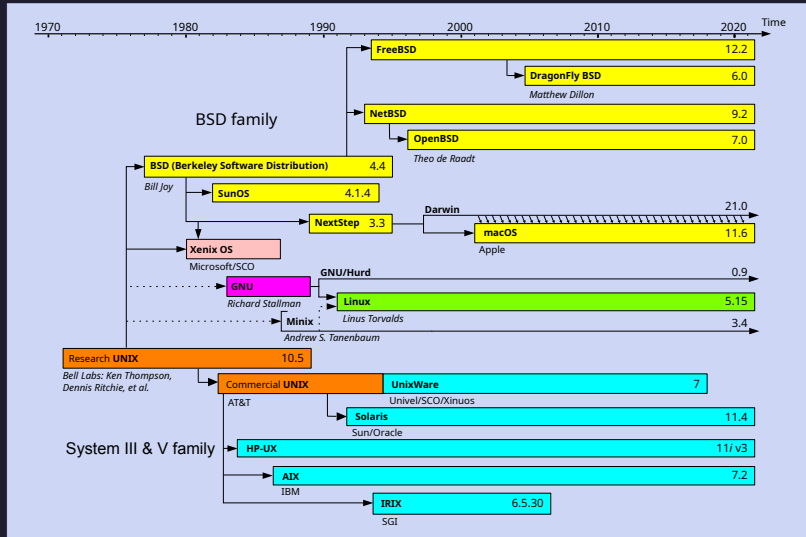 1970 1980 1990 2000 2010 2020 Time
FreeBSD 12.2
DragonFly BSD 6.0
Matthew Dillon
BSD family
NetBSD 9.2
OpenBSD 7.0
Theo de Raadt
BSD (Berkeley Software Distribution) 4.4
Bill Joy
SunOS 4.1.4
NextStep 3.3
Darwin 21.0
macOS 11.6
Apple
Xenix OS
Microsoft/SCO
GNU/Hurd 0.9
GNU
Richard Stallman
Linux 5.15
Linus Torvalds
Minix 3.4
Andrew S. Tanenbaum
Research UNIX 10.5
Bell Labs: Ken Thompson,
Dennis Ritchie, et al.
Commercial UNIX
AT&T
UnixWare 7
Univel/SCO/Xinuos
Solaris 11.4
Sun/Oracle
System III & V family
HP-UX 11i v3
AIX 7.2
IBM
IRIX 6.5.30
SGI